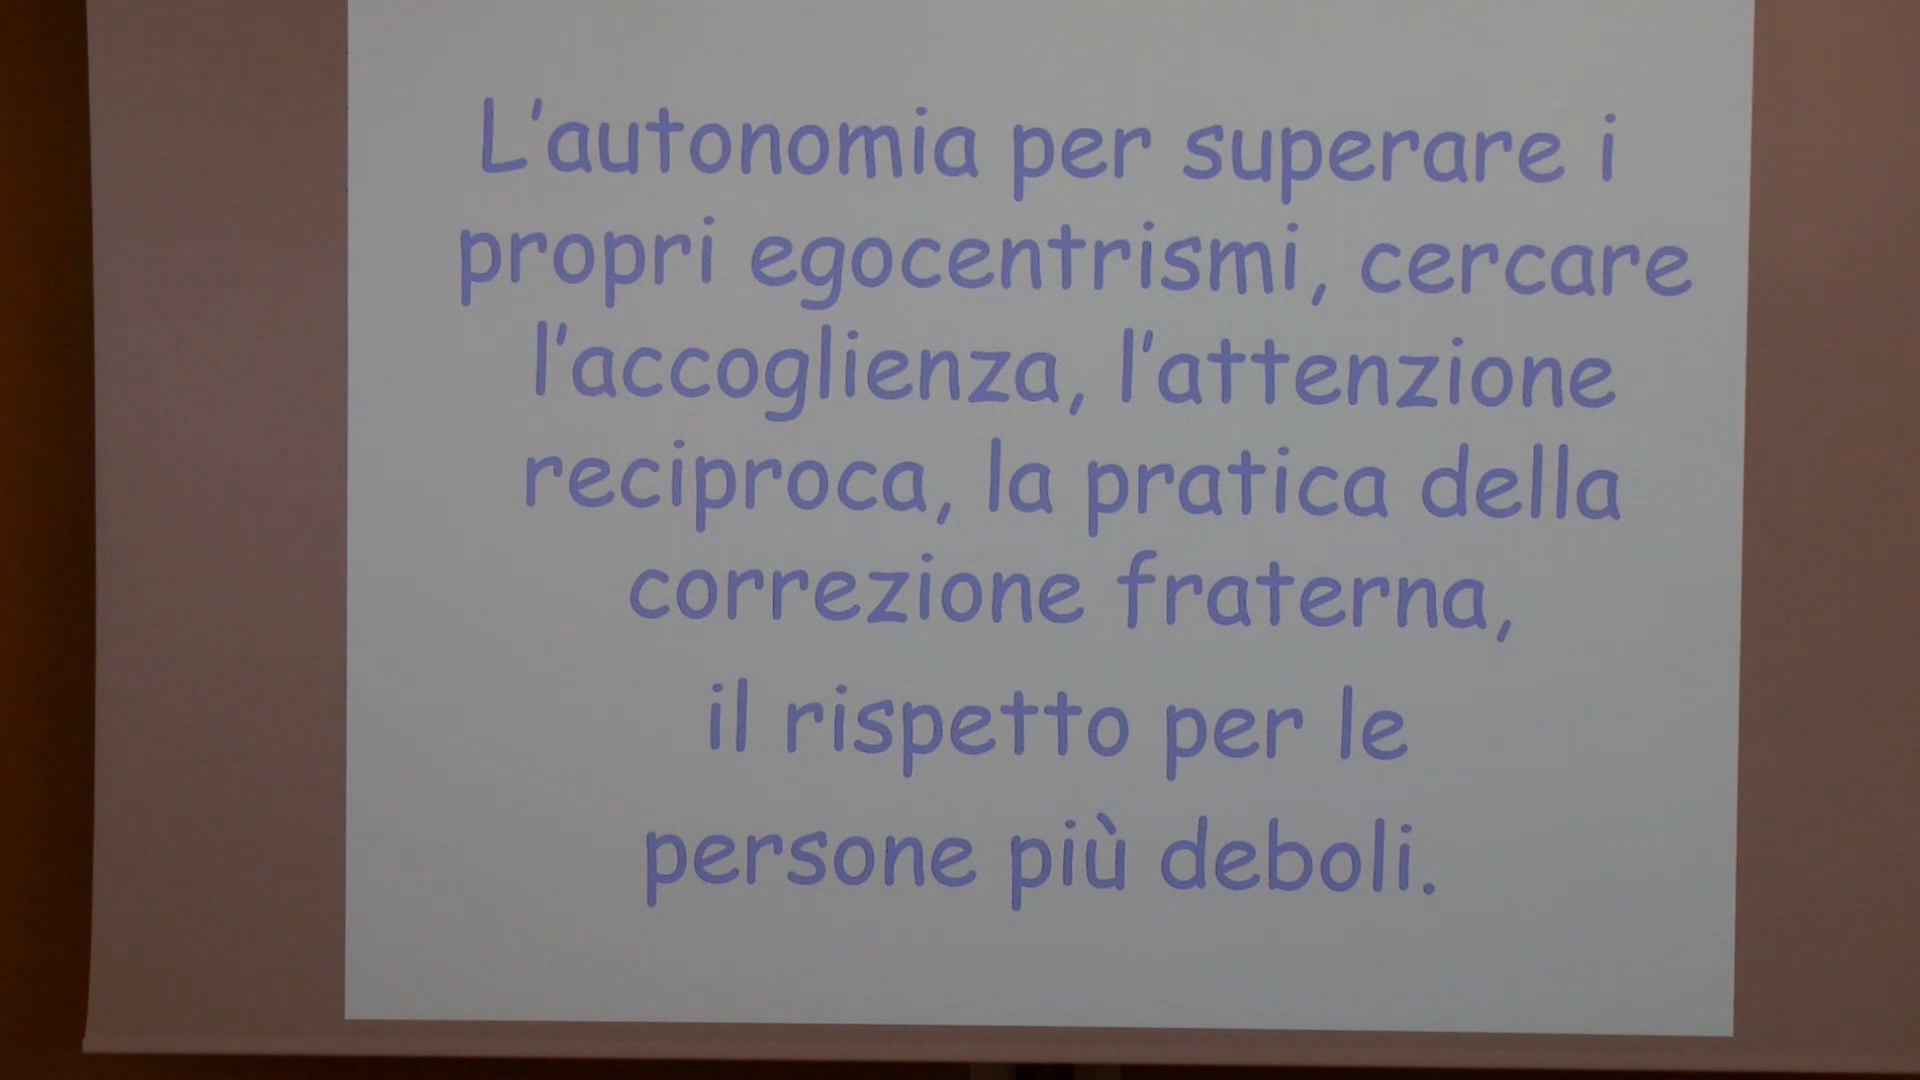 L'autonomia per superare i
propri egocentrismi, cercare
l'accoglienza, l'attenzione
reciproca, la pratica della
correzione fraterna,
il rispetto per le
persone più deboli.